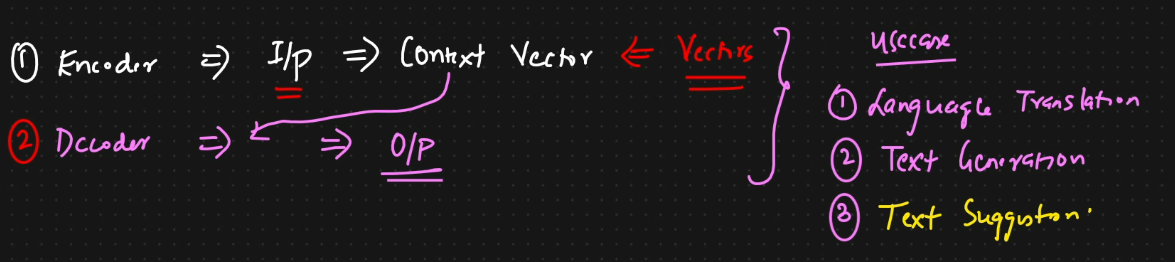 ① Encoder ⇒ I/p ⇒ Context Vector ⇐ Vectors
② Decoder ⇒ ⇒ O/P
Usecase
① Language Translation
② Text Generation
③ Text Suggestion.